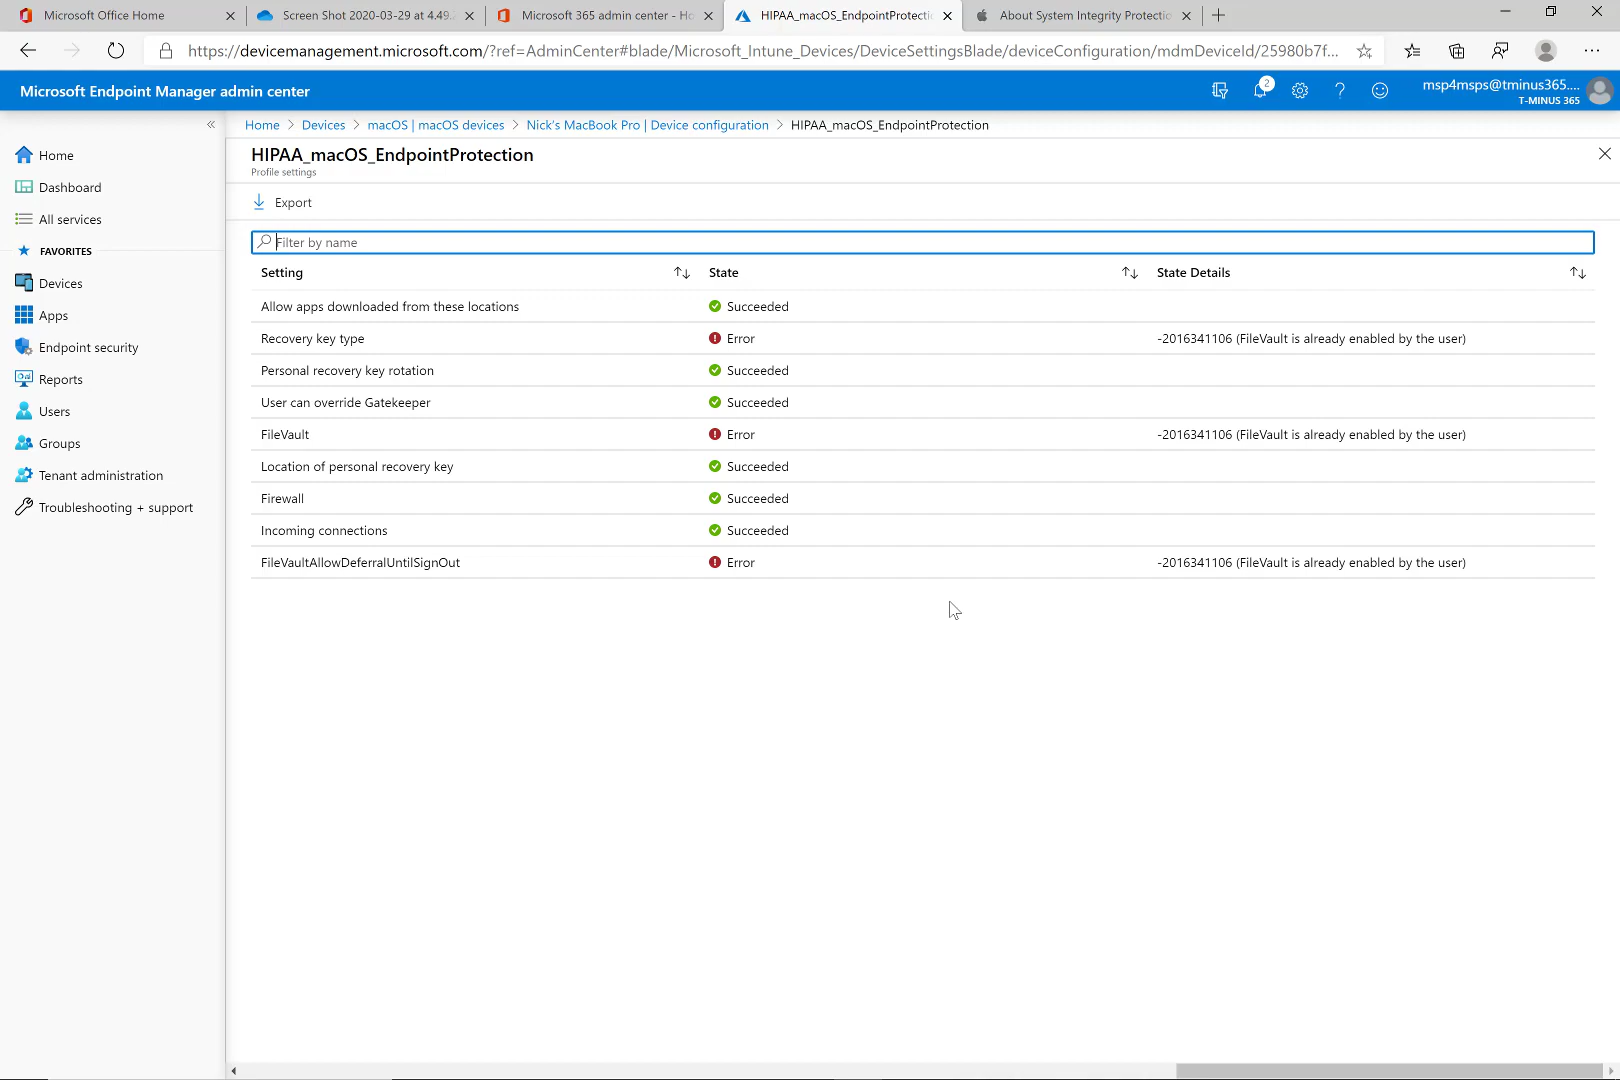 Microsoft Office Home
Screen Shot 2020-03-29 at 4.49.
Microsoft 365 admin center - Ho
HIPAA_macOS_EndpointProtectio
About System Integrity Protectio
https://devicemanagement.microsoft.com/?ref=AdminCenter#blade/Microsoft_Intune_Devices/DeviceSettingsBlade/deviceConfiguration/mdmDeviceId/25980b7f...
Microsoft Endpoint Manager admin center
2
msp4msps@tminus365....
T-MINUS 365
Home > Devices > macOS | macOS devices > Nick's MacBook Pro | Device configuration > HIPAA_macOS_EndpointProtection
Home
Dashboard
All services
FAVORITES
Devices
Apps
Endpoint security
Reports
Users
Groups
Tenant administration
Troubleshooting + support
HIPAA_macOS_EndpointProtection
Profile settings
Export
Filter by name
Setting State State Details
Allow apps downloaded from these locations Succeeded
Recovery key type Error -2016341106 (FileVault is already enabled by the user)
Personal recovery key rotation Succeeded
User can override Gatekeeper Succeeded
FileVault Error -2016341106 (FileVault is already enabled by the user)
Location of personal recovery key Succeeded
Firewall Succeeded
Incoming connections Succeeded
FileVaultAllowDeferralUntilSignOut Error -2016341106 (FileVault is already enabled by the user)